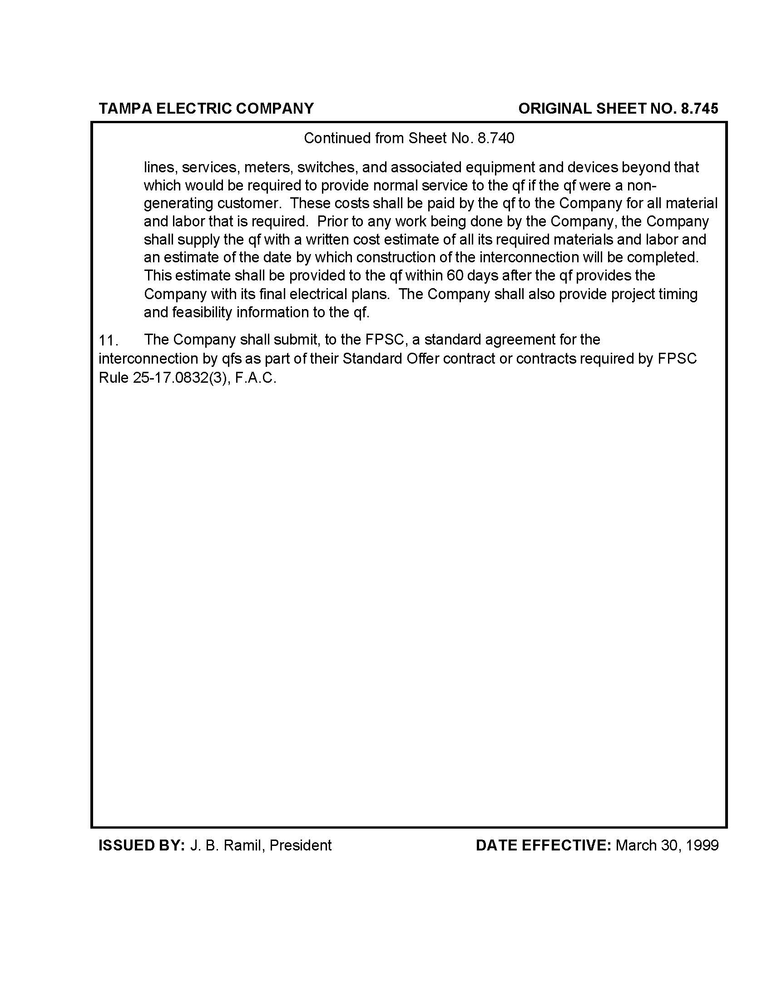 TAMPA ELECTRIC COMPANY ORIGINAL SHEET NO. 8.745
Continued from Sheet No. 8.740
lines, services, meters, switches, and associated equipment and devices beyond that
which would be required to provide normal service to the qf if the qf were a non-
generating customer.  These costs shall be paid by the qf to the Company for all material
and labor that is required.  Prior to any work being done by the Company, the Company
shall supply the qf with a written cost estimate of all its required materials and labor and
an estimate of the date by which construction of the interconnection will be completed.
This estimate shall be provided to the qf within 60 days after the qf provides the
Company with its final electrical plans.  The Company shall also provide project timing
and feasibility information to the qf.
11. The Company shall submit, to the FPSC, a standard agreement for the
interconnection by qfs as part of their Standard Offer contract or contracts required by FPSC
Rule 25-17.0832(3), F.A.C.
ISSUED BY: J. B. Ramil, President DATE EFFECTIVE: March 30, 1999